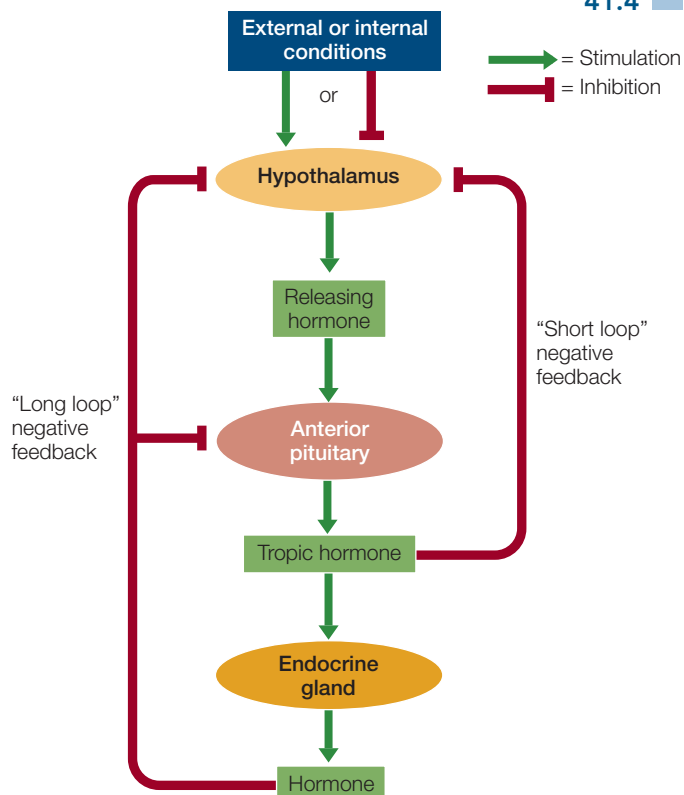 41.4
External or internal
conditions
= Stimulation
or
= Inhibition
Hypothalamus
Releasing
hormone
"Short loop"
negative
feedback
"Long loop"
negative
feedback
Anterior
pituitary
Tropic hormone
Endocrine
gland
Hormone